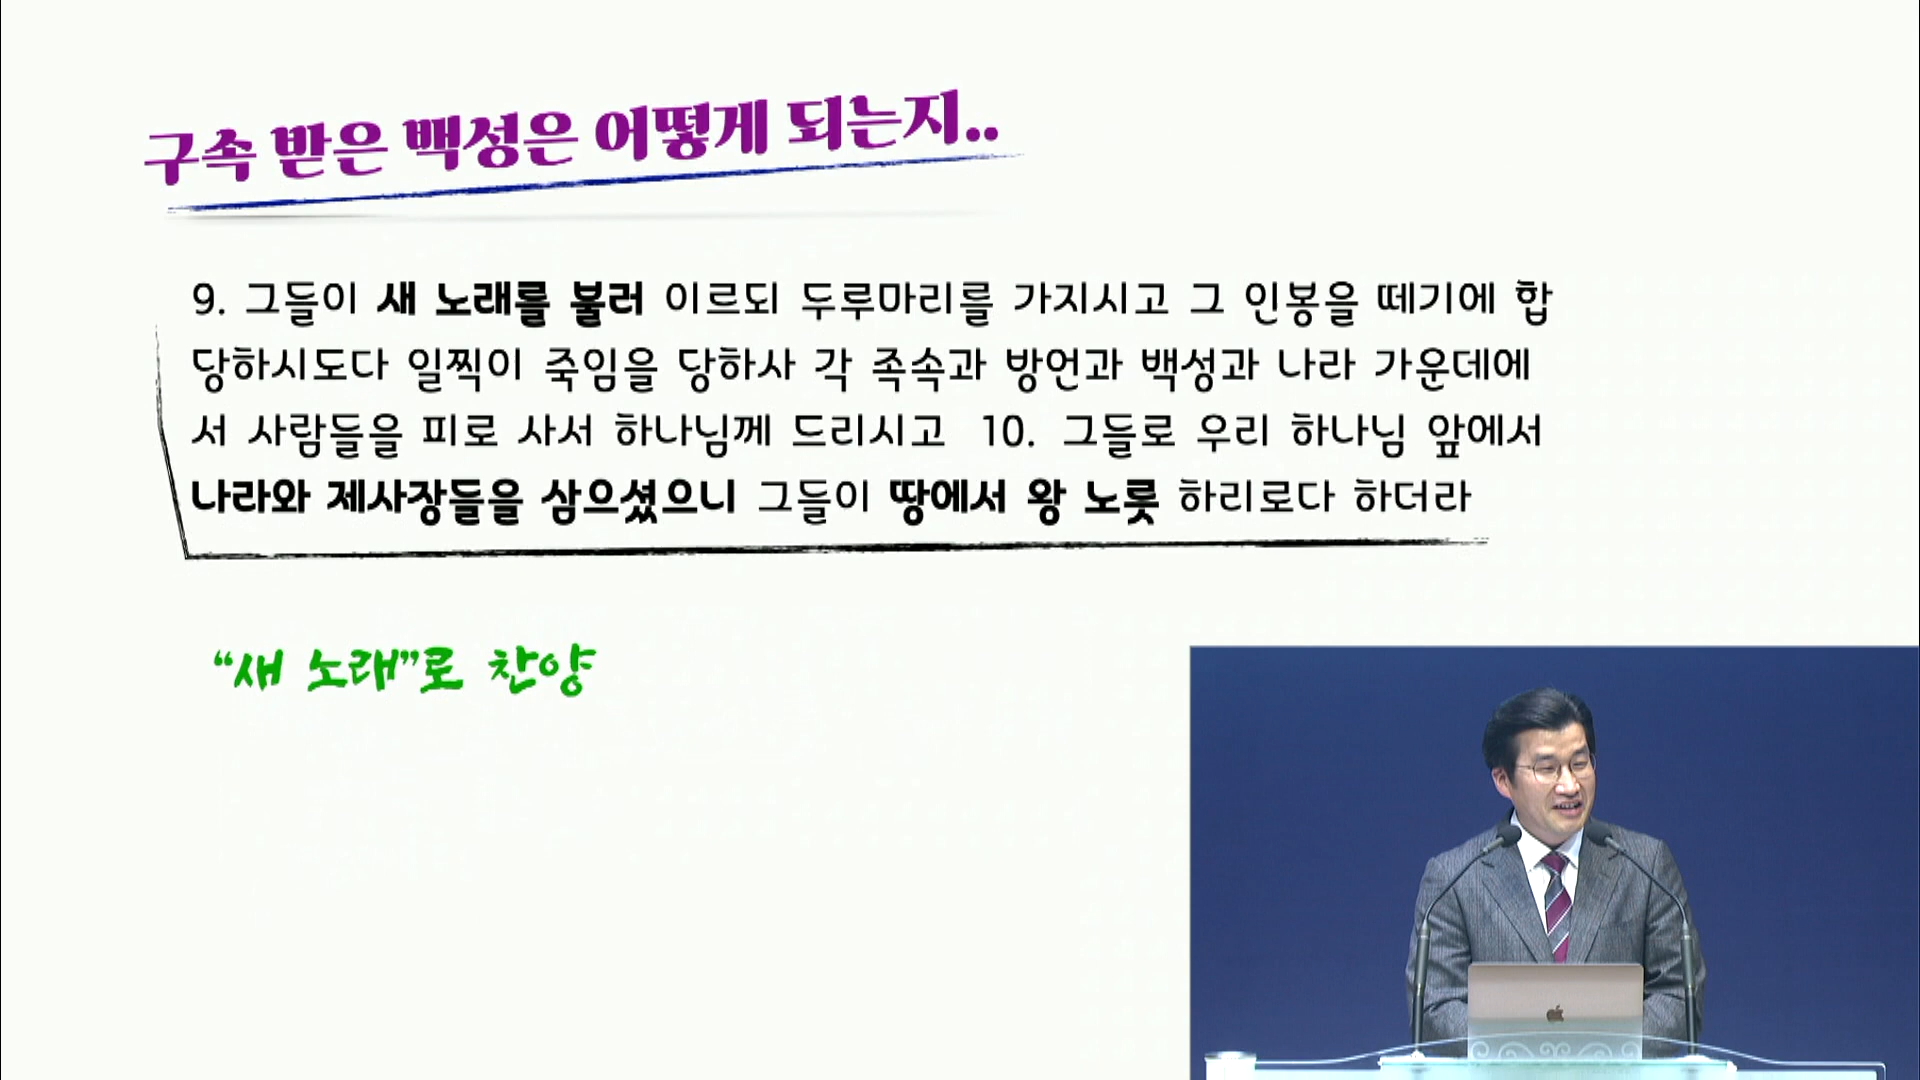 구속 받은 백성은 어떻게 되는지..
9. 그들이 새 노래를 불러 이르되 두루마리를 가지시고 그 인봉을 떼기에 합
당하시도다 일찍이 죽임을 당하사 각 족속과 방언과 백성과 나라 가운데에
서 사람들을 피로 사서 하나님께 드리시고 10. 그들로 우리 하나님 앞에서
나라와 제사장들을 삼으셨으니 그들이 땅에서 왕 노릇 하리로다 하더라
“새 노래”로 찬양